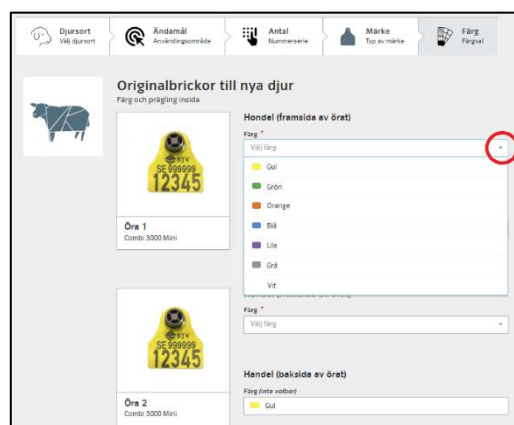 Djursort
Välj djursort
Ändamål
Användningsområde
Antal
Nummerserie
Märke
Typ av märke
Färg
Färgval
Originalbrickor till nya djur
Färg och prägling insida
SJV
SE 999999
12345
Öra 1
Combi 3000 Mini
Hondel (framsida av örat)
Färg *
Välj färg
Gul
Grön
Orange
Blå
Lila
Grå
Vit
SJV
SE 999999
12345
Öra 2
Combi 3000 Mini
Färg *
Välj färg
Handel (baksida av örat)
Färg (inte valbar)
Gul